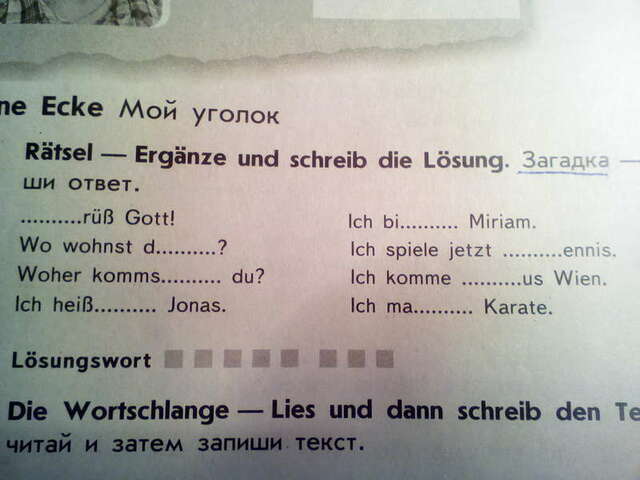 ne Ecke Мой уголок
Rätsel — Ergänze und schreib die Lösung. Загадка —
ши ответ.
..........rüß Gott!
Wo wohnst d..........?
Woher komms.......... du?
Ich heiß.......... Jonas.
Ich bi.......... Miriam.
Ich spiele jetzt ..........ennis.
Ich komme ..........us Wien.
Ich ma.......... Karate.
Lösungswort
Die Wortschlange — Lies und dann schreib den Te
читай и затем запиши текст.